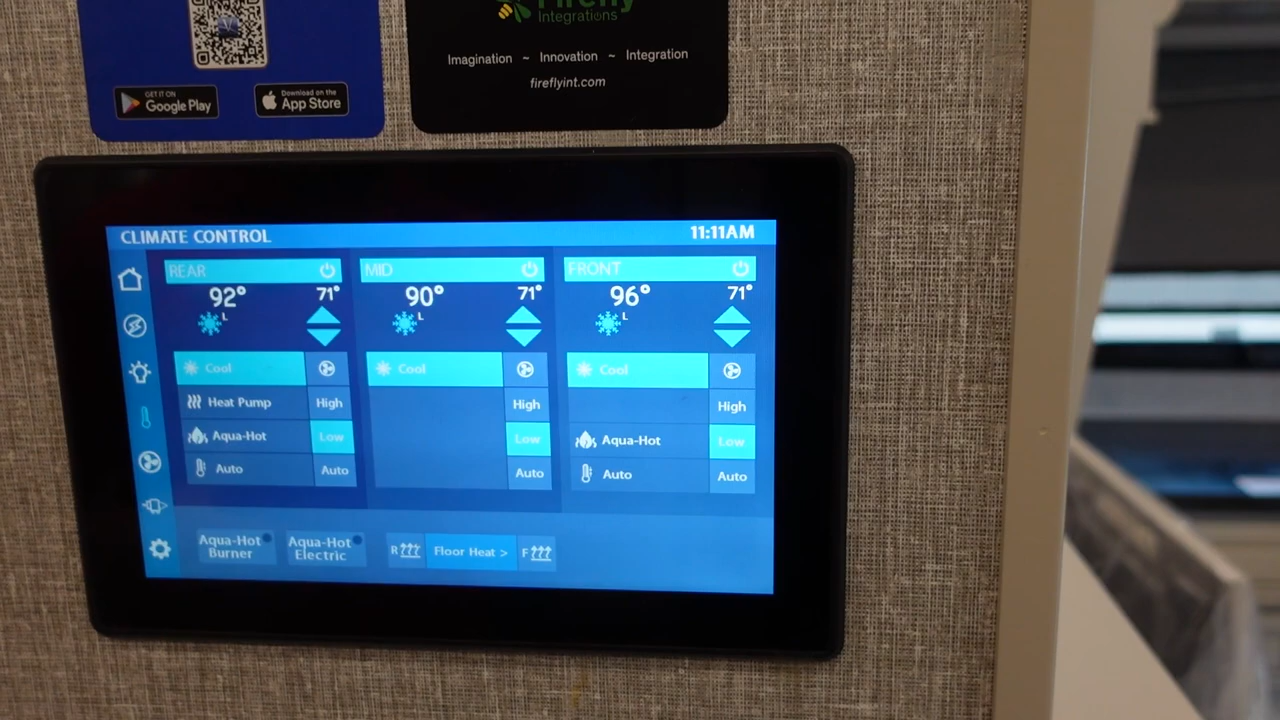 GET IT ON
Google Play
Download on the
App Store
Firefly
Integrations
Imagination ~ Innovation ~ Integration
fireflyint.com
CLIMATE CONTROL
11:11AM
REAR
92°
71°
L
Cool
Heat Pump
High
Aqua-Hot
Low
Auto
Auto
MID
90°
71°
L
Cool
High
Low
Auto
FRONT
96°
71°
L
Cool
High
Aqua-Hot
Low
Auto
Auto
Aqua-Hot
Burner
Aqua-Hot
Electric
R
Floor Heat >
F